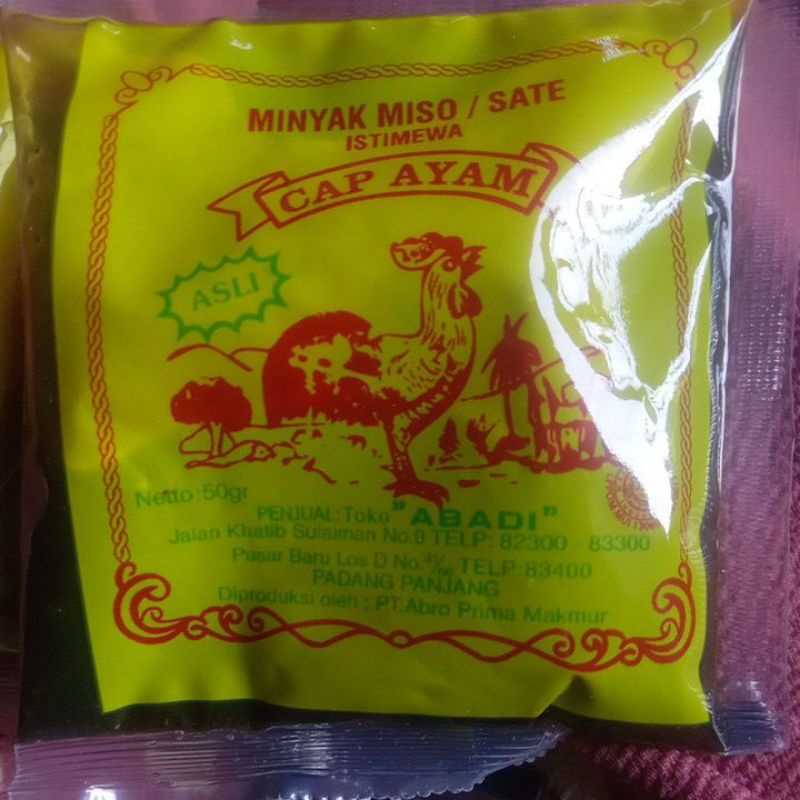 MINYAK MISO / SATE
ISTIMEWA
CAP AYAM
ASLI
Netto:50gr
PENJUAL:Toko "ABADI"
Jalan Khatib Sulaiman No.9 TELP: 82300 - 83300
Pasar Baru Los D No. TELP:83400
PADANG PANJANG
Diproduksi oleh : PT.Abro Prima Makmur